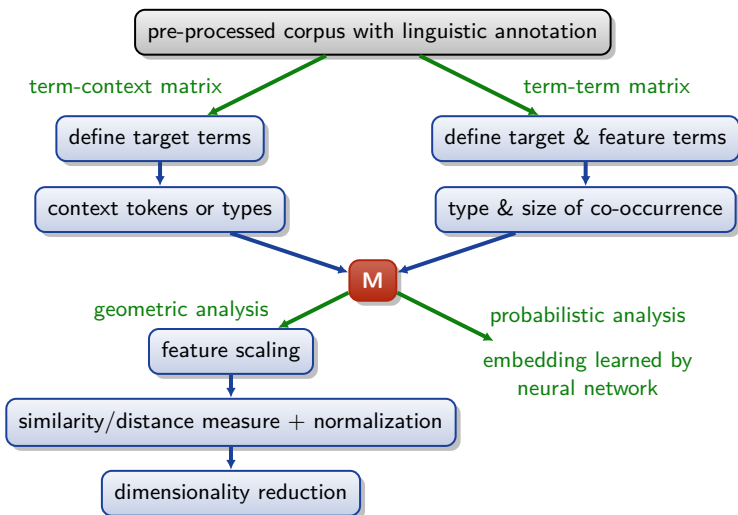 pre-processed corpus with linguistic annotation
term-context matrix
term-term matrix
define target terms
define target & feature terms
context tokens or types
type & size of co-occurrence
M
geometric analysis
probabilistic analysis
feature scaling
embedding learned by
neural network
similarity/distance measure + normalization
dimensionality reduction